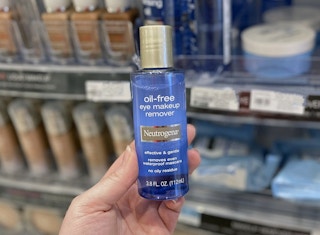 oil-free
eye makeup
remover
Neutrogena®
effective & gentle
removes even
waterproof mascara
no oily residue
3.8 FL. OZ. (112mL)